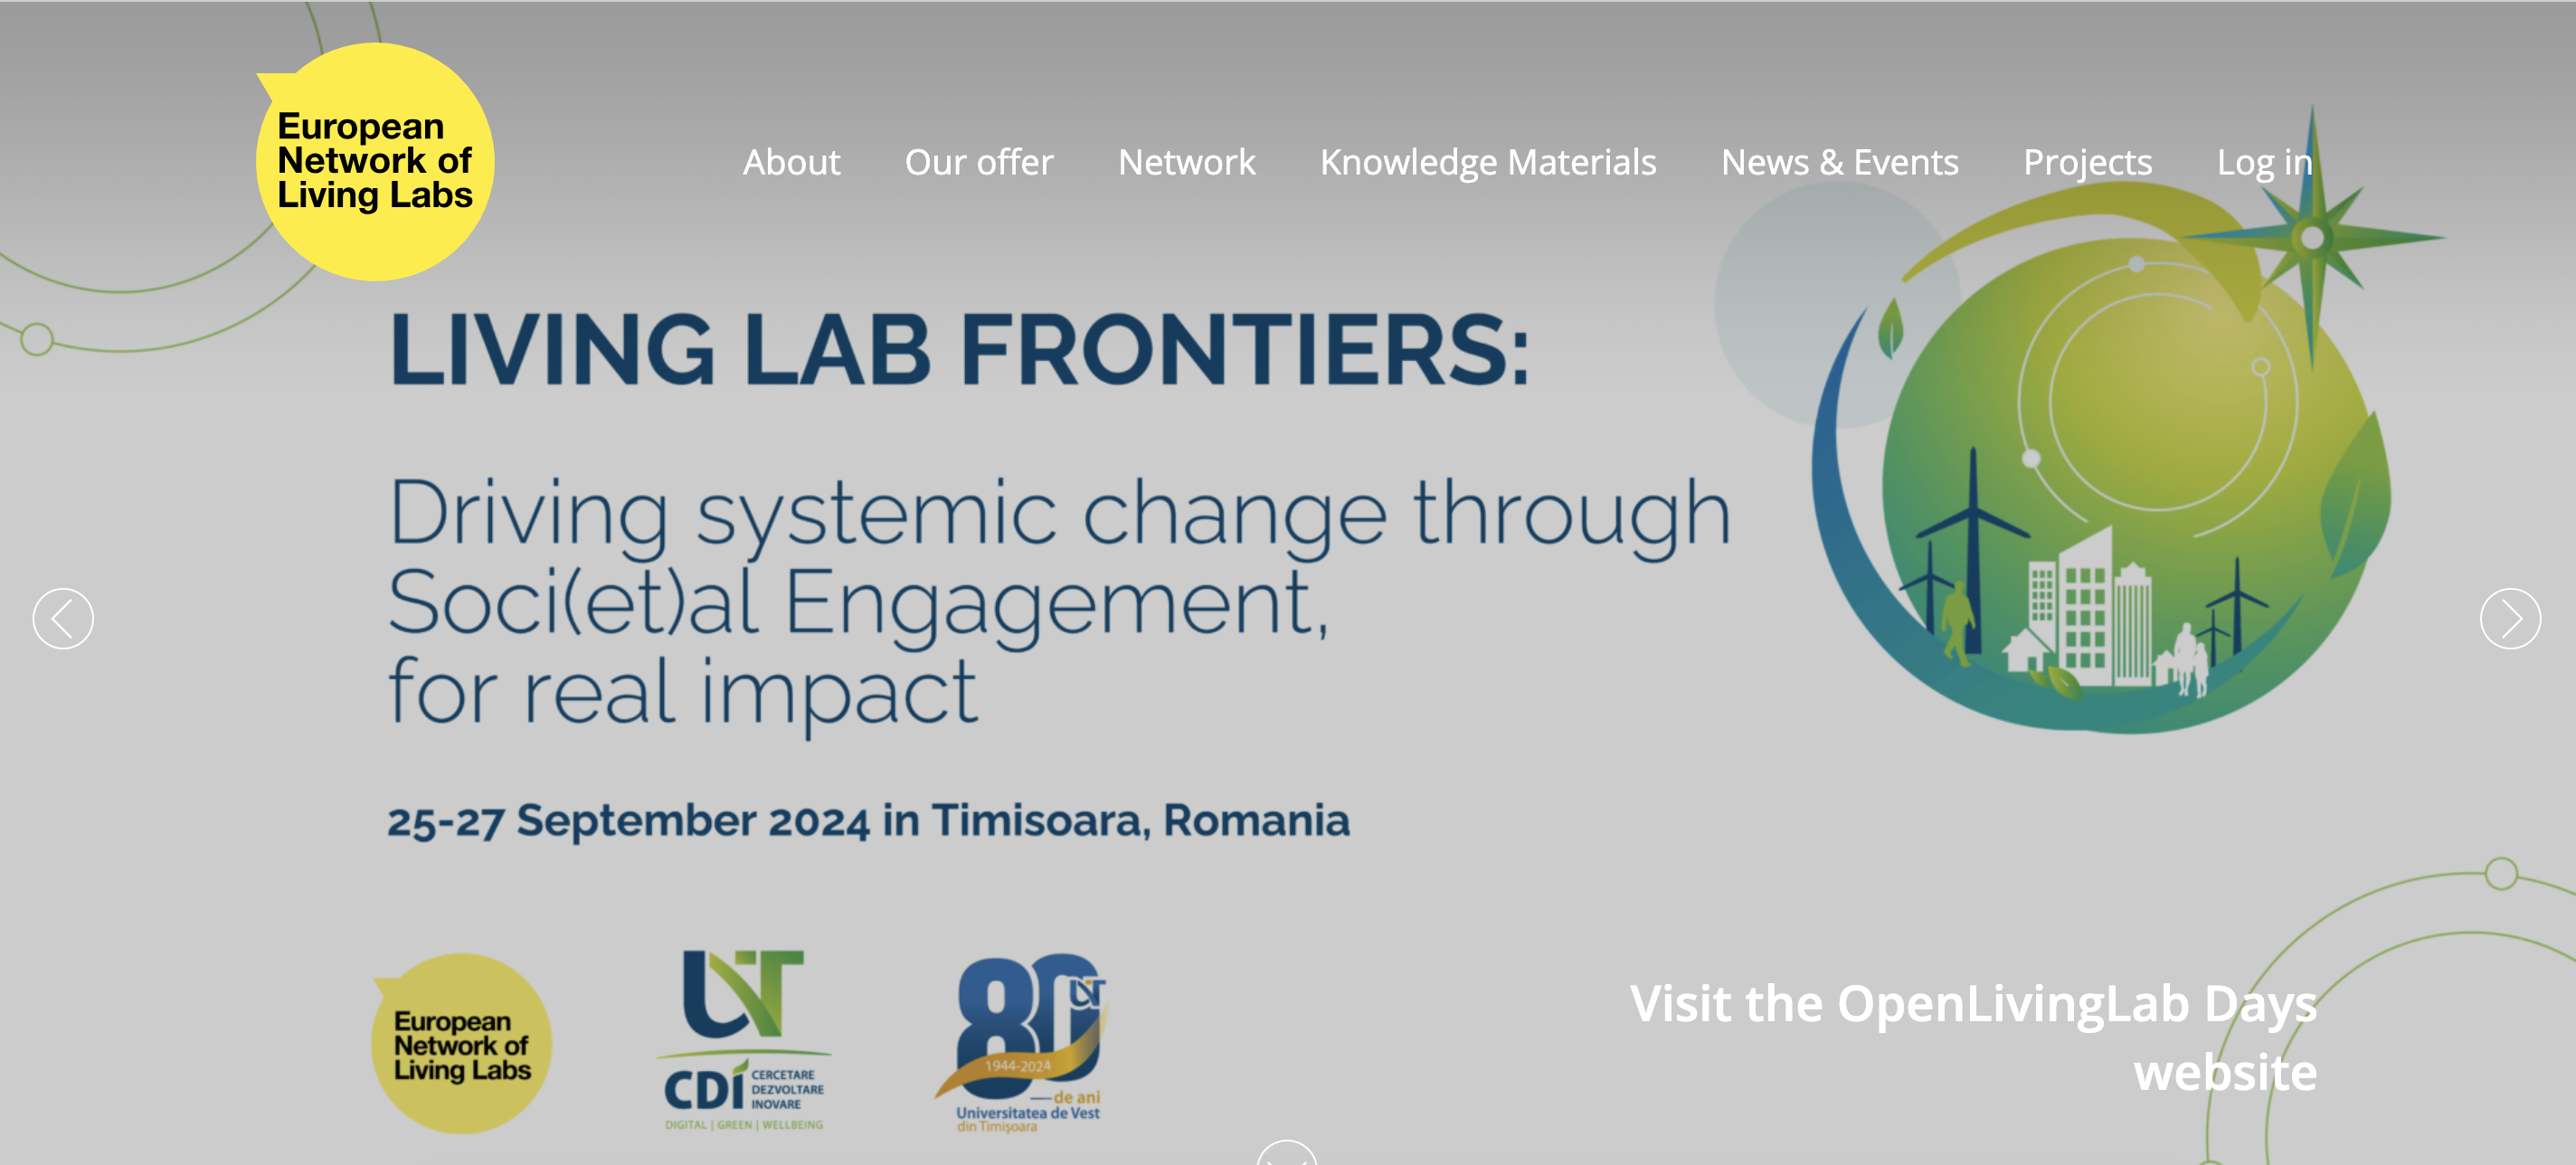 European
Network of
Living Labs
About
Our offer
Network
Knowledge Materials
News & Events
Projects
Log in
LIVING LAB FRONTIERS:
Driving systemic change through
Soci(et)al Engagement,
for real impact
25-27 September 2024 in Timisoara, Romania
European
Network of
Living Labs
UVT
CDI
CERCETARE
DEZVOLTARE
INOVARE
DIGITAL | GREEN | WELLBEING
80
UVT
1944-2024
de ani
Universitatea de Vest
din Timişoara
Visit the OpenLivingLab Days
website